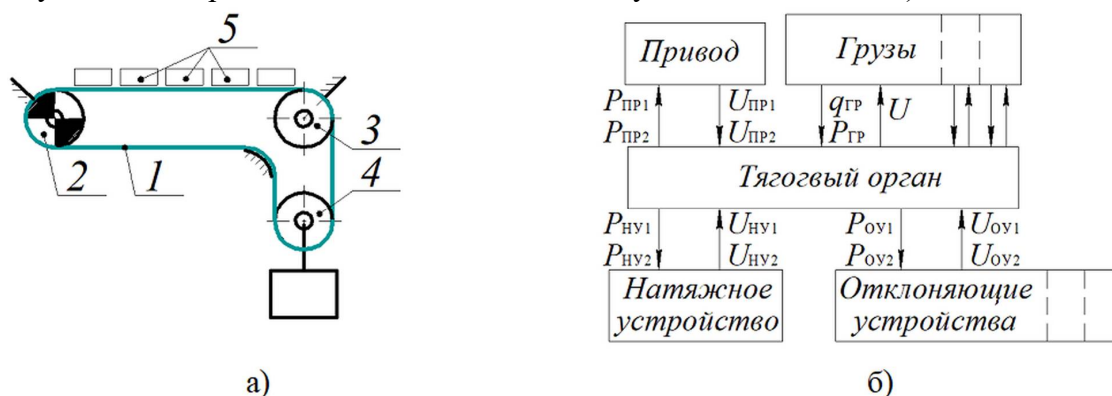 5
2
1
3
4
а)
Привод
Грузы
PПР1 UПР1 qГР U
PПР2 UПР2 PГР
Тягогвый орган
PНУ1 UНУ1 PОУ1 UОУ1
PНУ2 UНУ2 PОУ2 UОУ2
Натяжное
устройство
Отклоняющие
устройства
б)